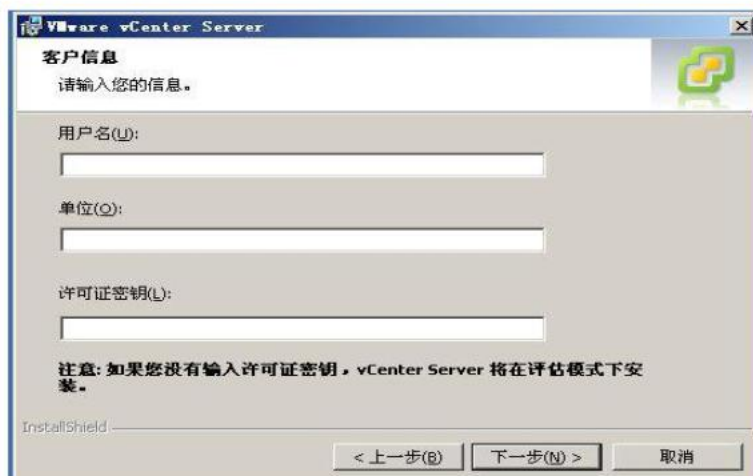 VMware vCenter Server
客户信息
请输入您的信息。
用户名(U):
单位(O):
许可证密钥(L):
注意: 如果您没有输入许可证密钥，vCenter Server 将在评估模式下安
装。
InstallShield
< 上一步(B) 下一步(N) > 取消